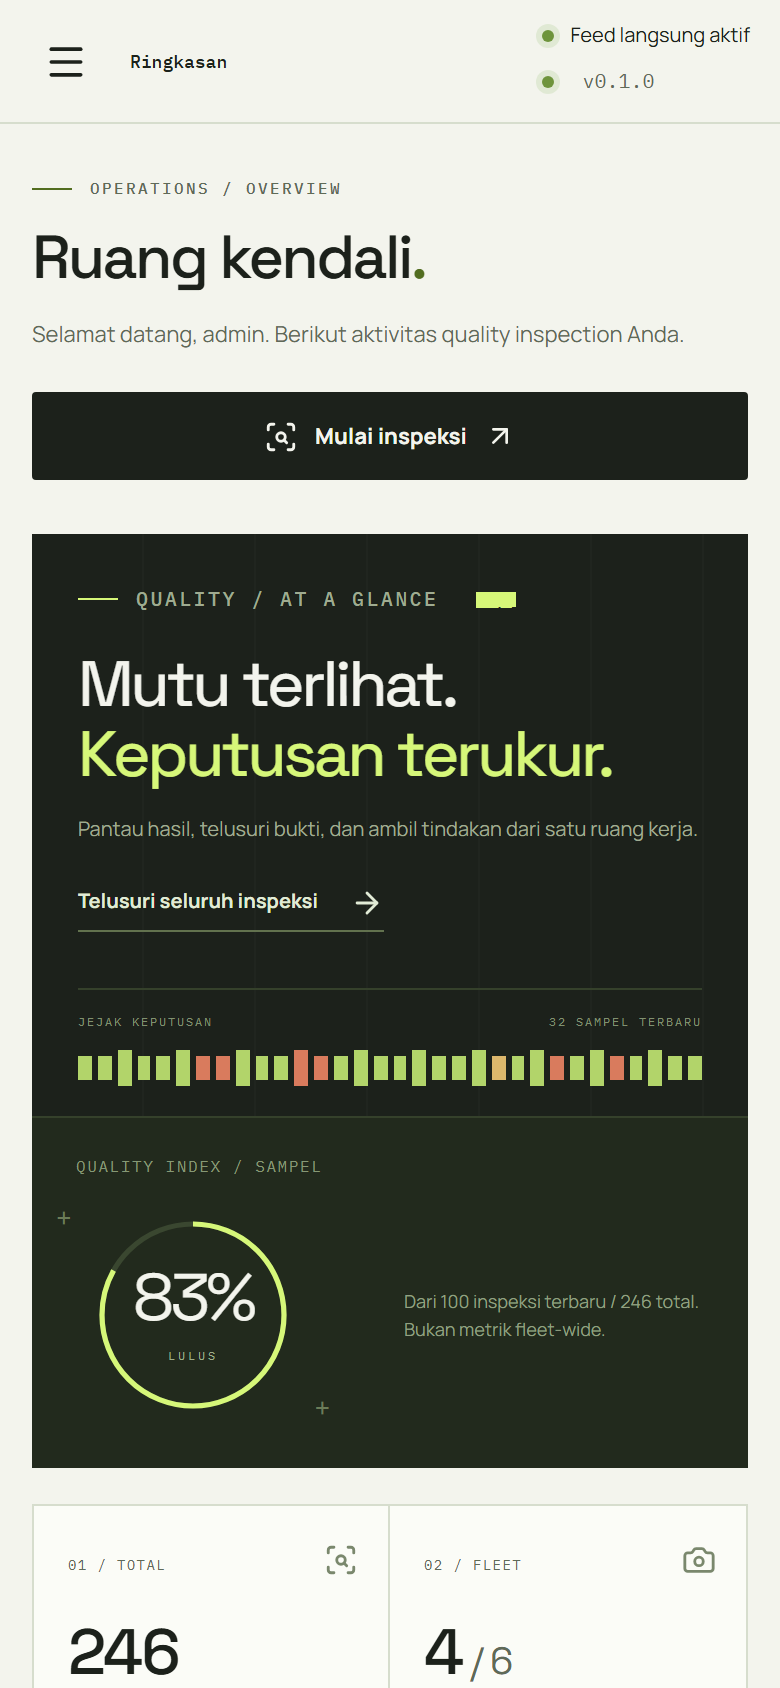 Feed langsung aktif
Ringkasan
v0.1.0
OPERATIONS / OVERVIEW
Ruang kendali.
Selamat datang, admin. Berikut aktivitas quality inspection Anda.
Mulai inspeksi
QUALITY / AT A GLANCE
Mutu terlihat.
Keputusan terukur.
Pantau hasil, telusuri bukti, dan ambil tindakan dari satu ruang kerja.
Telusuri seluruh inspeksi
JEJAK KEPUTUSAN
32 SAMPEL TERBARU
QUALITY INDEX / SAMPEL
83%
LULUS
Dari 100 inspeksi terbaru / 246 total.
Bukan metrik fleet-wide.
01 / TOTAL
246
02 / FLEET
4/6